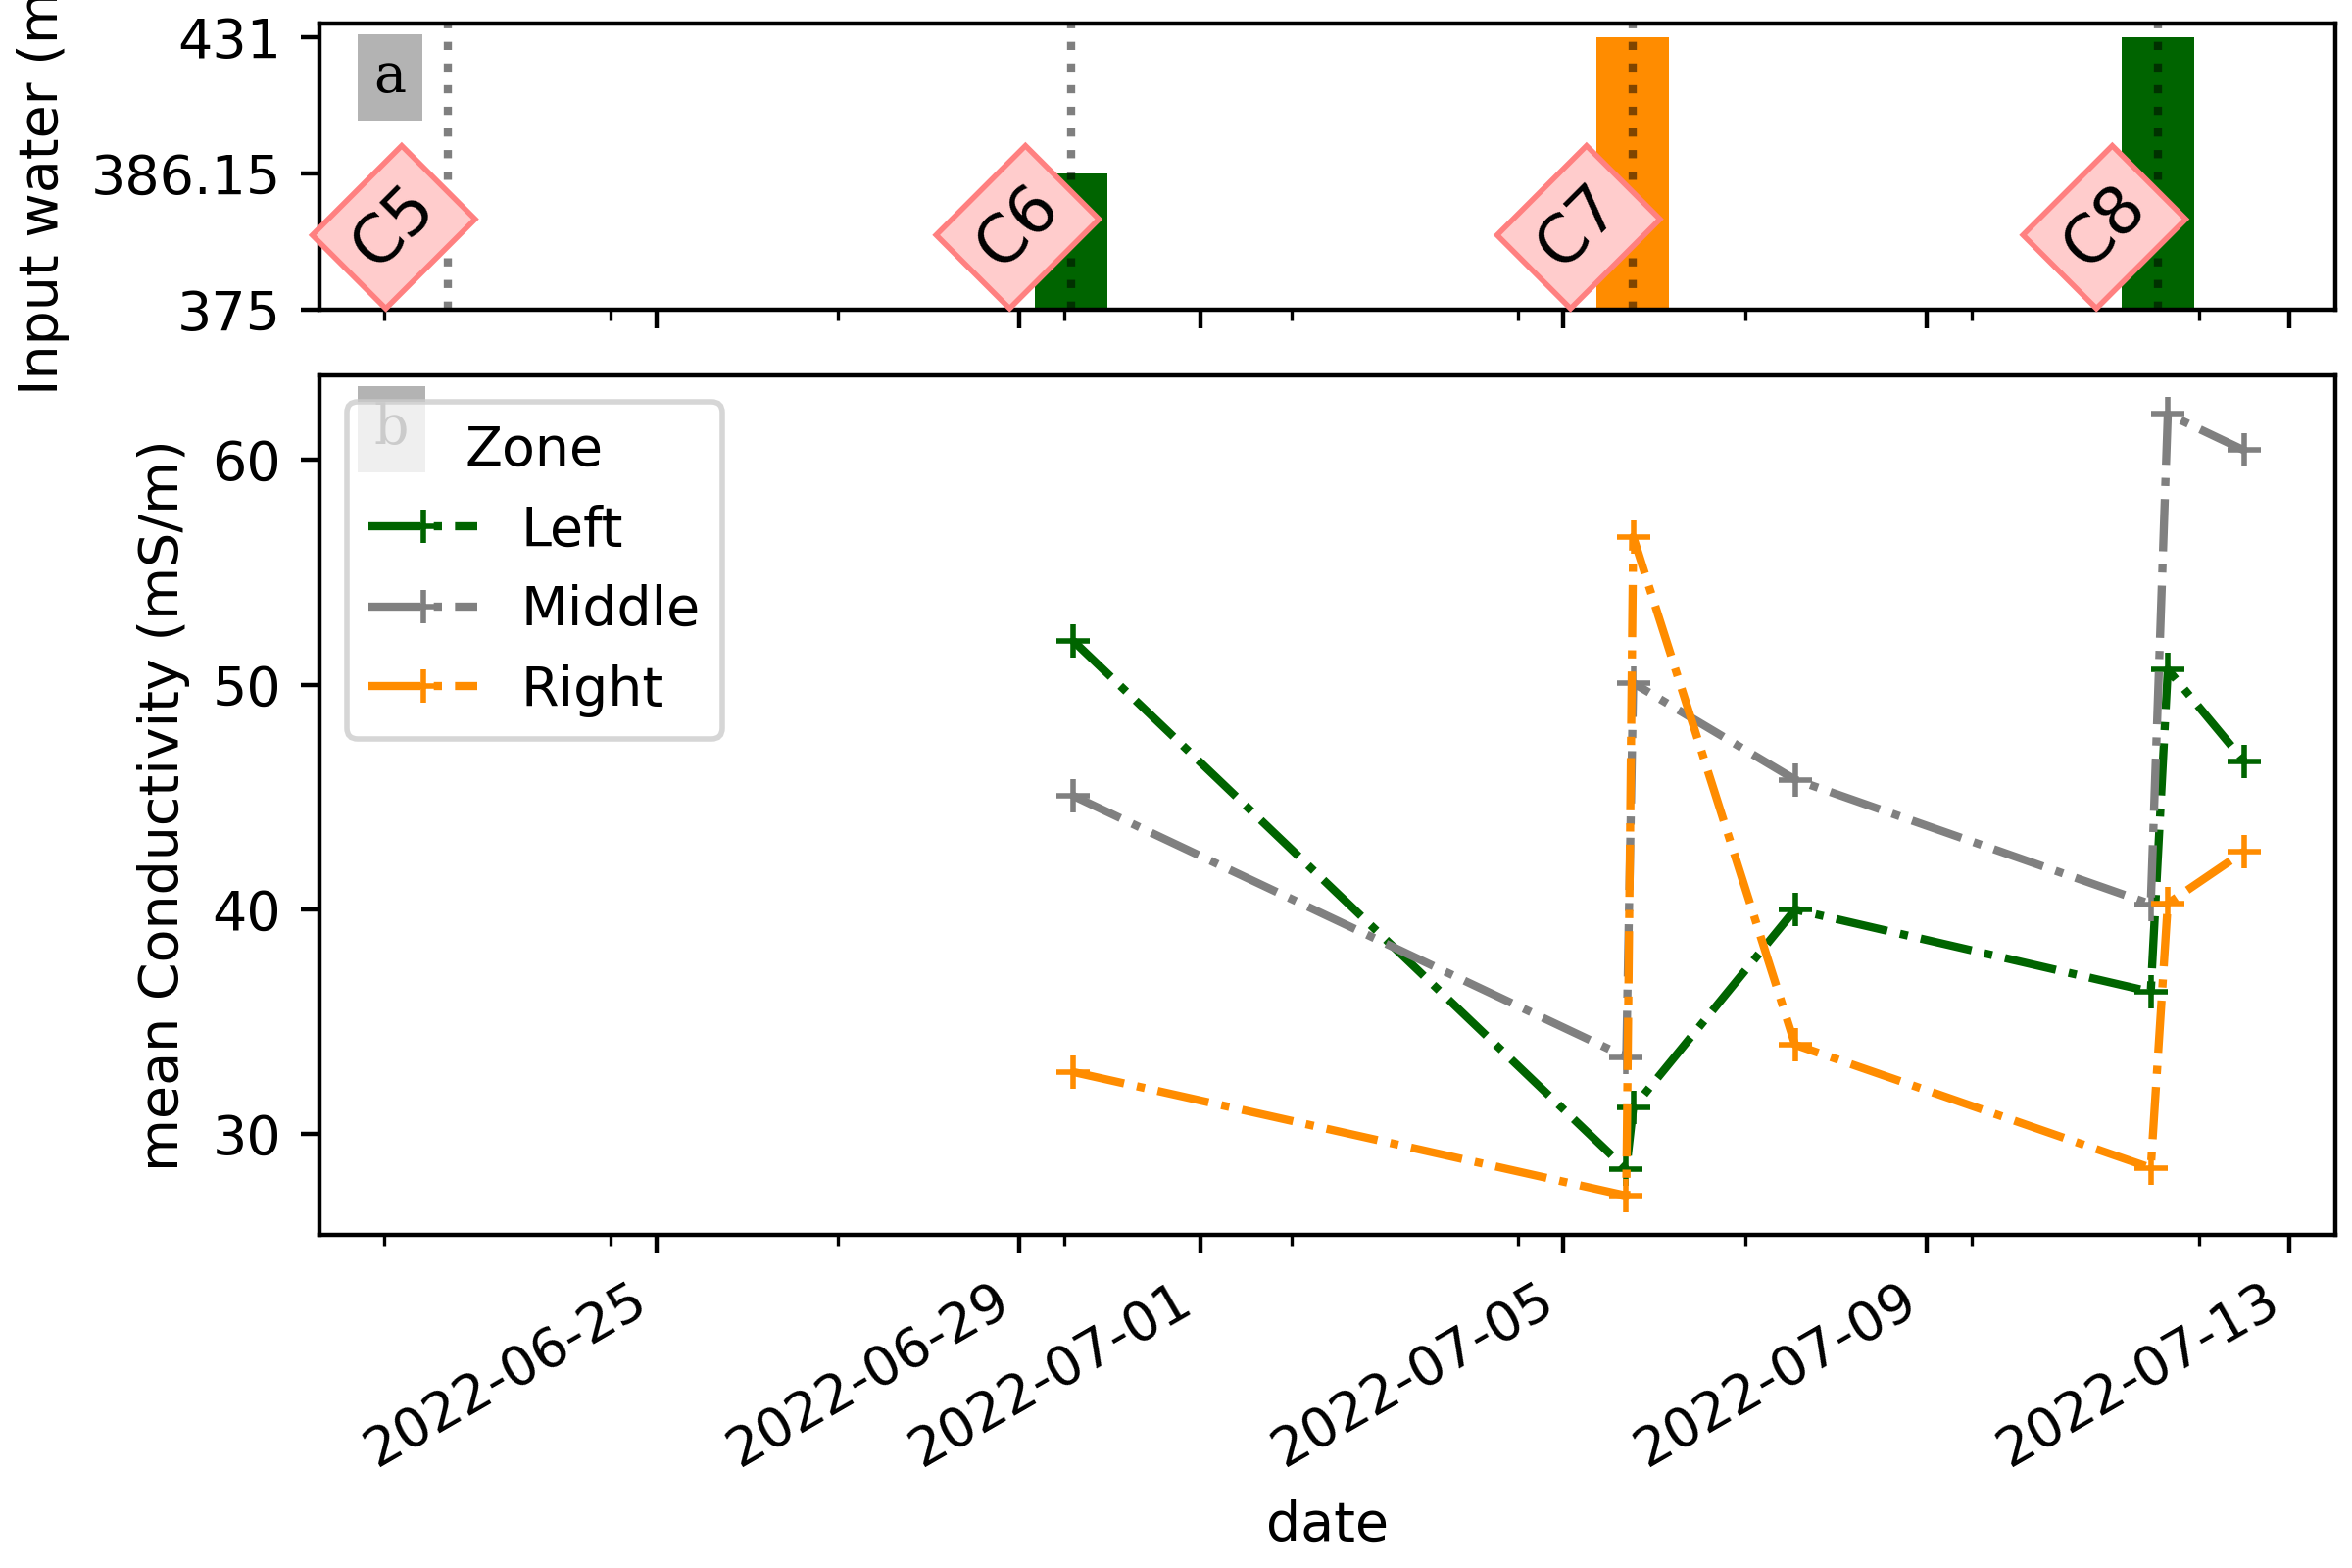 Input water (m
431
386.15
375
a
C5
C6
C7
C8
mean Conductivity (mS/m)
60
50
40
30
b
Zone
Left
Middle
Right
2022-06-25
2022-06-29
2022-07-01
2022-07-05
2022-07-09
2022-07-13
date